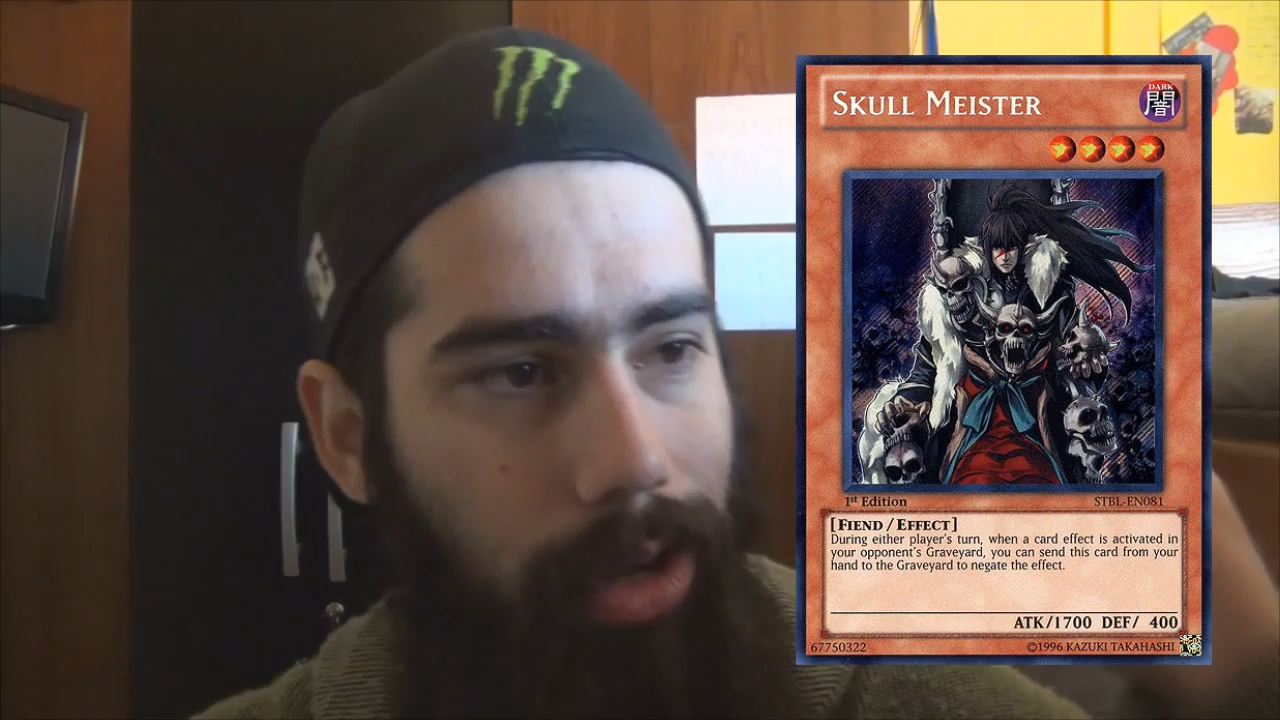 SKULL MEISTER
DARK
闇
1st Edition
STBL-EN081
[FIEND / EFFECT]
During either player's turn, when a card effect is activated in
your opponent's Graveyard, you can send this card from your
hand to the Graveyard to negate the effect.
ATK/1700 DEF/ 400
67750322
©1996 KAZUKI TAKAHASHI